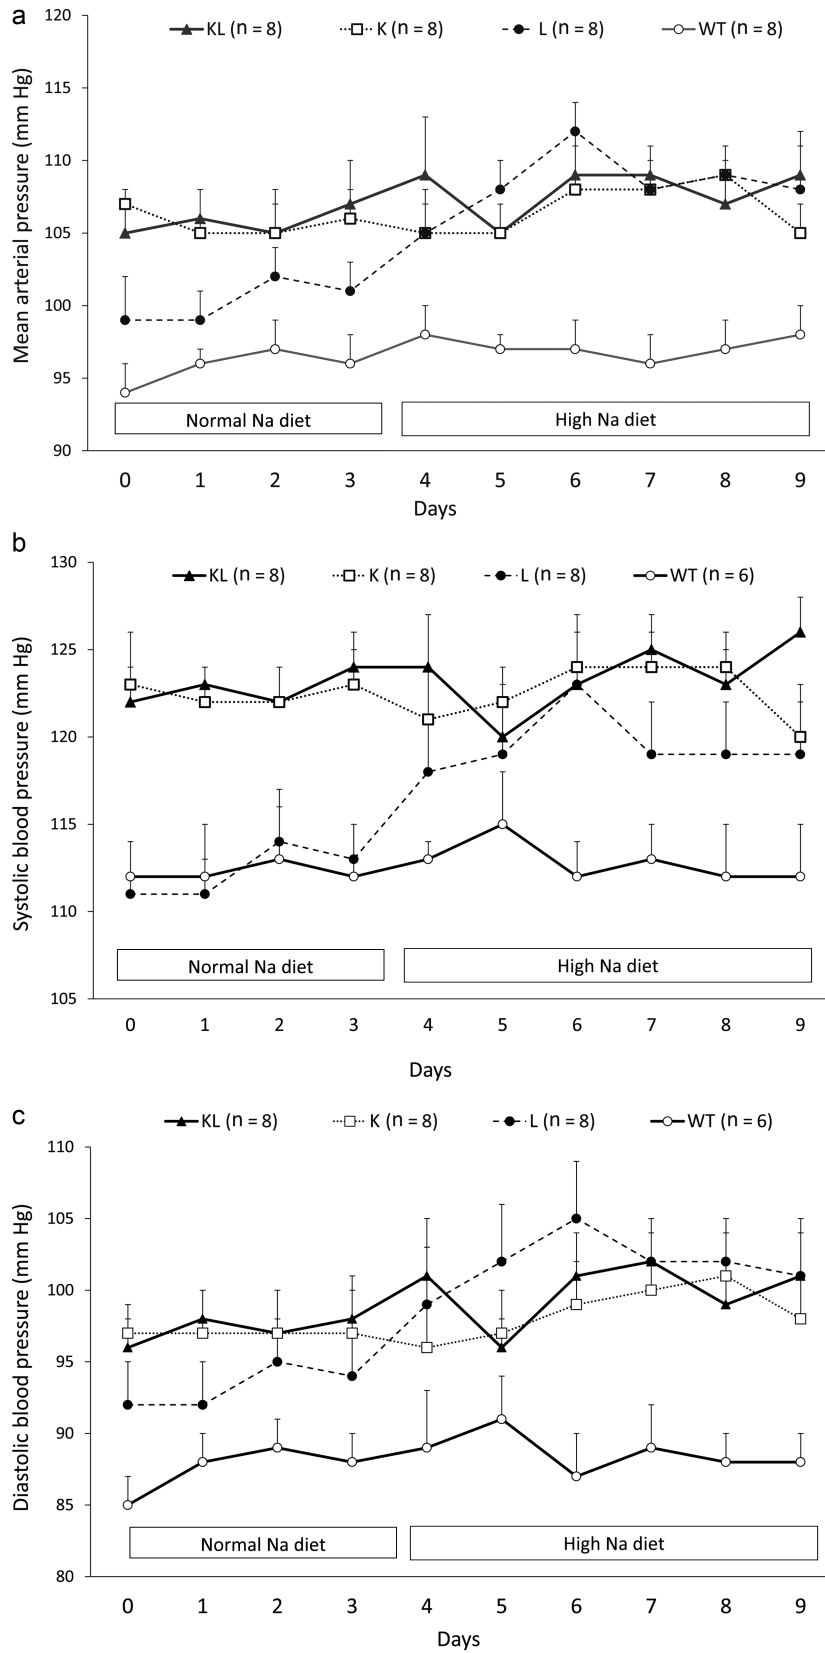 a
KL (n = 8) K (n = 8) L (n = 8) WT (n = 8)
Mean arterial pressure (mm Hg)
120
115
110
105
100
95
90
Normal Na diet High Na diet
0 1 2 3 4 5 6 7 8 9
Days
b
KL (n = 8) K (n = 8) L (n = 8) WT (n = 6)
Systolic blood pressure (mm Hg)
130
125
120
115
110
105
Normal Na diet High Na diet
0 1 2 3 4 5 6 7 8 9
Days
c
KL (n = 8) K (n = 8) L (n = 8) WT (n = 6)
Diastolic blood pressure (mm Hg)
110
105
100
95
90
85
80
Normal Na diet High Na diet
0 1 2 3 4 5 6 7 8 9
Days